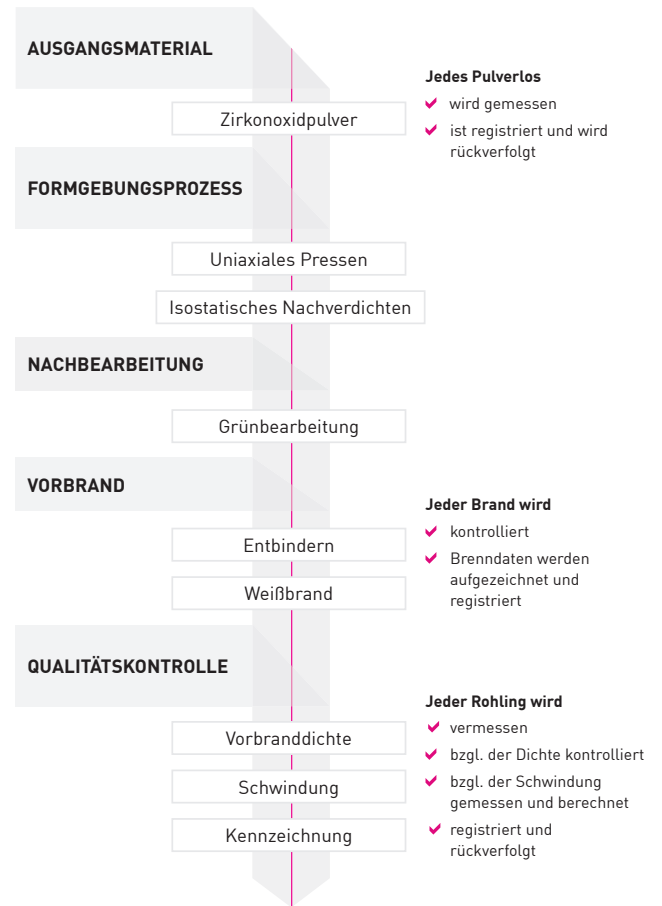 AUSGANGSMATERIAL
Jedes Pulverlos
wird gemessen
Zirkonoxidpulver
ist registriert und wird
rückverfolgt
FORMGEBUNGSPROZESS
Uniaxiales Pressen
Isostatisches Nachverdichten
NACHBEARBEITUNG
Grünbearbeitung
VORBRAND
Jeder Brand wird
kontrolliert
Entbindern
Brenndaten werden
aufgezeichnet und
registriert
Weißbrand
QUALITÄTSKONTROLLE
Jeder Rohling wird
vermessen
Vorbranddichte
bzgl. der Dichte kontrolliert
Schwindung
bzgl. der Schwindung
gemessen und berechnet
Kennzeichnung
registriert und
rückverfolgt